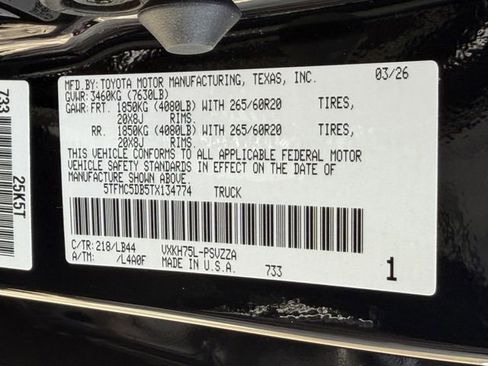 MFD. BY: TOYOTA MOTOR MANUFACTURING, TEXAS, INC. 03/26
GVWR: 3460KG (7630LB)
GAWR: FRT. 1850KG (4080LB) WITH 265/60R20 TIRES,
20X8J RIMS.
RR. 1850KG (4080LB) WITH 265/60R20 TIRES,
20X8J RIMS.
THIS VEHICLE CONFORMS TO ALL APPLICABLE FEDERAL MOTOR
VEHICLE SAFETY STANDARDS IN EFFECT ON THE DATE OF
MANUFACTURE SHOWN ABOVE.
5TFMC5DB5TX134774 TRUCK
C/TR: 218/LB44 VXKH75L-PSVZZA
A/TM: /L4A0F MADE IN U.S.A. 733 1
733
25K5T